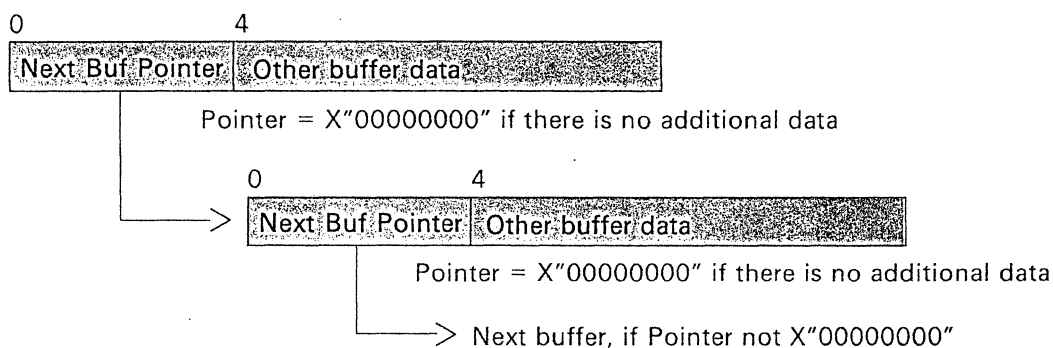 0 4
Next Buf Pointer Other buffer data
Pointer = X"00000000" if there is no additional data
0 4
Next Buf Pointer Other buffer data
Pointer = X"00000000" if there is no additional data
Next buffer, if Pointer not X"00000000"